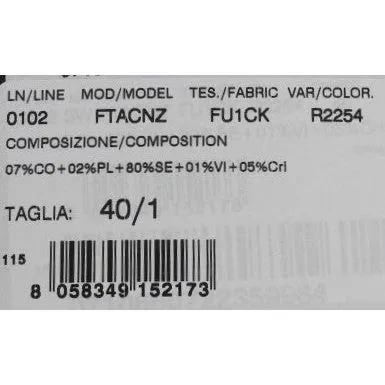 LN/LINE MOD/MODEL TES./FABRIC VAR/COLOR.
0102 FTACNZ FU1CK R2254
COMPOSIZIONE/COMPOSITION
07%CO+02%PL+80%SE+01%VI+05%Cri
TAGLIA: 40/1
115
8 058349 152173